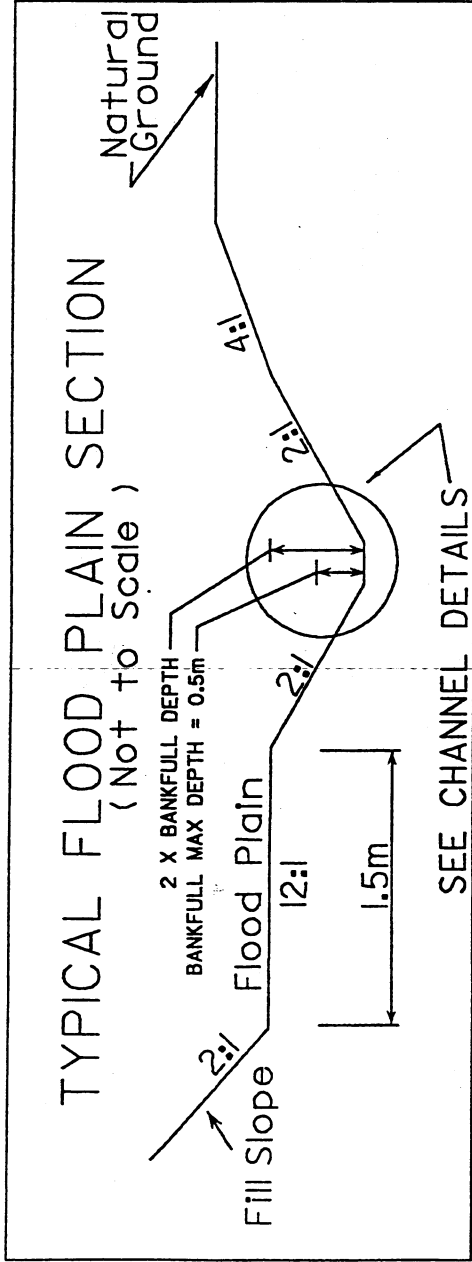 TYPICAL FLOOD PLAIN SECTION
(Not to Scale)
Natural
Ground
2 X BANKFULL DEPTH
BANKFULL MAX DEPTH = 0.5m
Fill Slope
2:1
Flood Plain
12:1
2:1
2:1
4:1
1.5m
SEE CHANNEL DETAILS